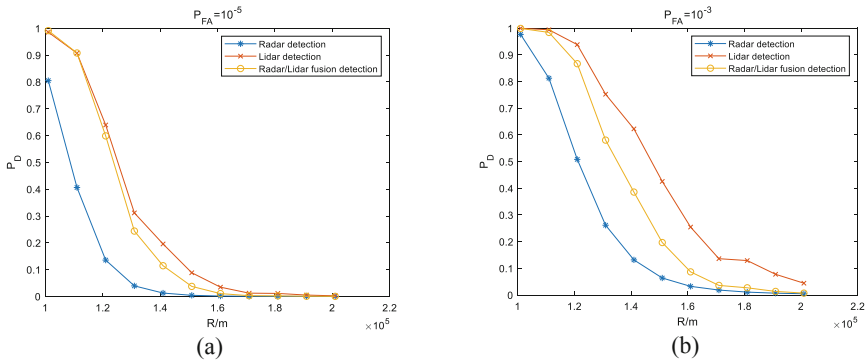 P_FA=10^-5
Radar detection
Lidar detection
Radar/Lidar fusion detection
P_D
1
0.9
0.8
0.7
0.6
0.5
0.4
0.3
0.2
0.1
0
1 1.2 1.4 1.6 1.8 2 2.2
R/m
×10^5
(a)
P_FA=10^-3
Radar detection
Lidar detection
Radar/Lidar fusion detection
P_D
1
0.9
0.8
0.7
0.6
0.5
0.4
0.3
0.2
0.1
0
1 1.2 1.4 1.6 1.8 2 2.2
R/m
×10^5
(b)